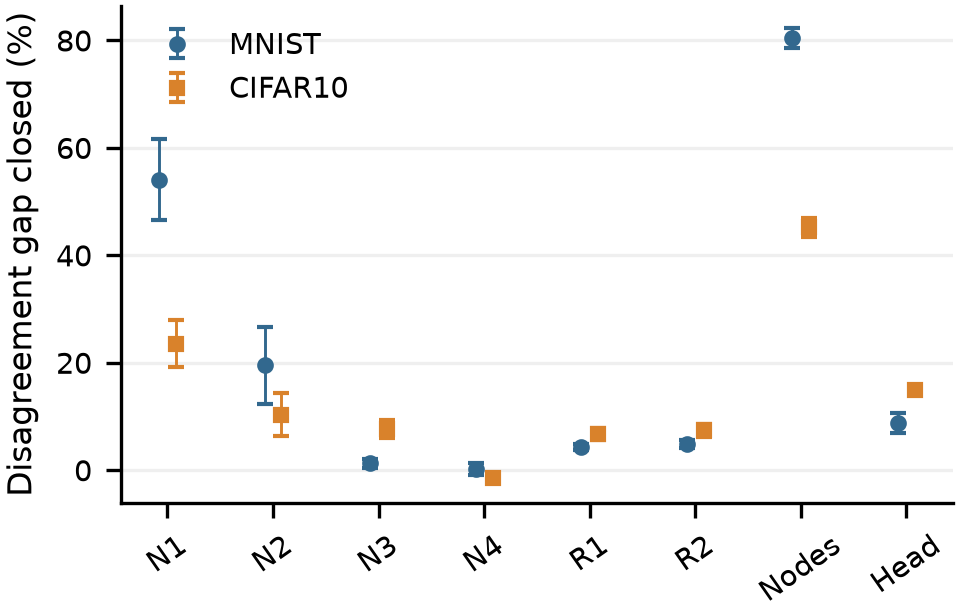 Disagreement gap closed (%)
80
60
40
20
0
MNIST
CIFAR10
N1
N2
N3
N4
R1
R2
Nodes
Head